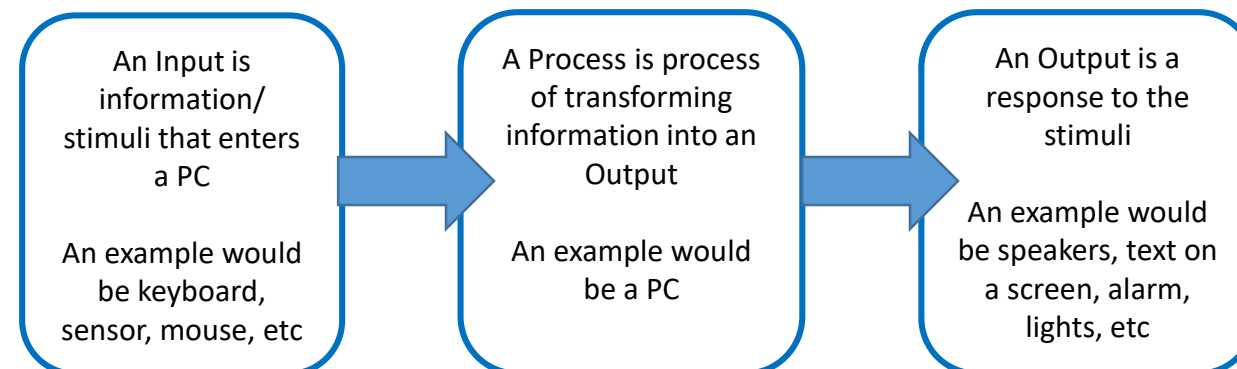 An Input is
information/
stimuli that enters
a PC
An example would
be keyboard,
sensor, mouse, etc
A Process is process
of transforming
information into an
Output
An example would
be a PC
An Output is a
response to the
stimuli
An example would
be speakers, text on
a screen, alarm,
lights, etc